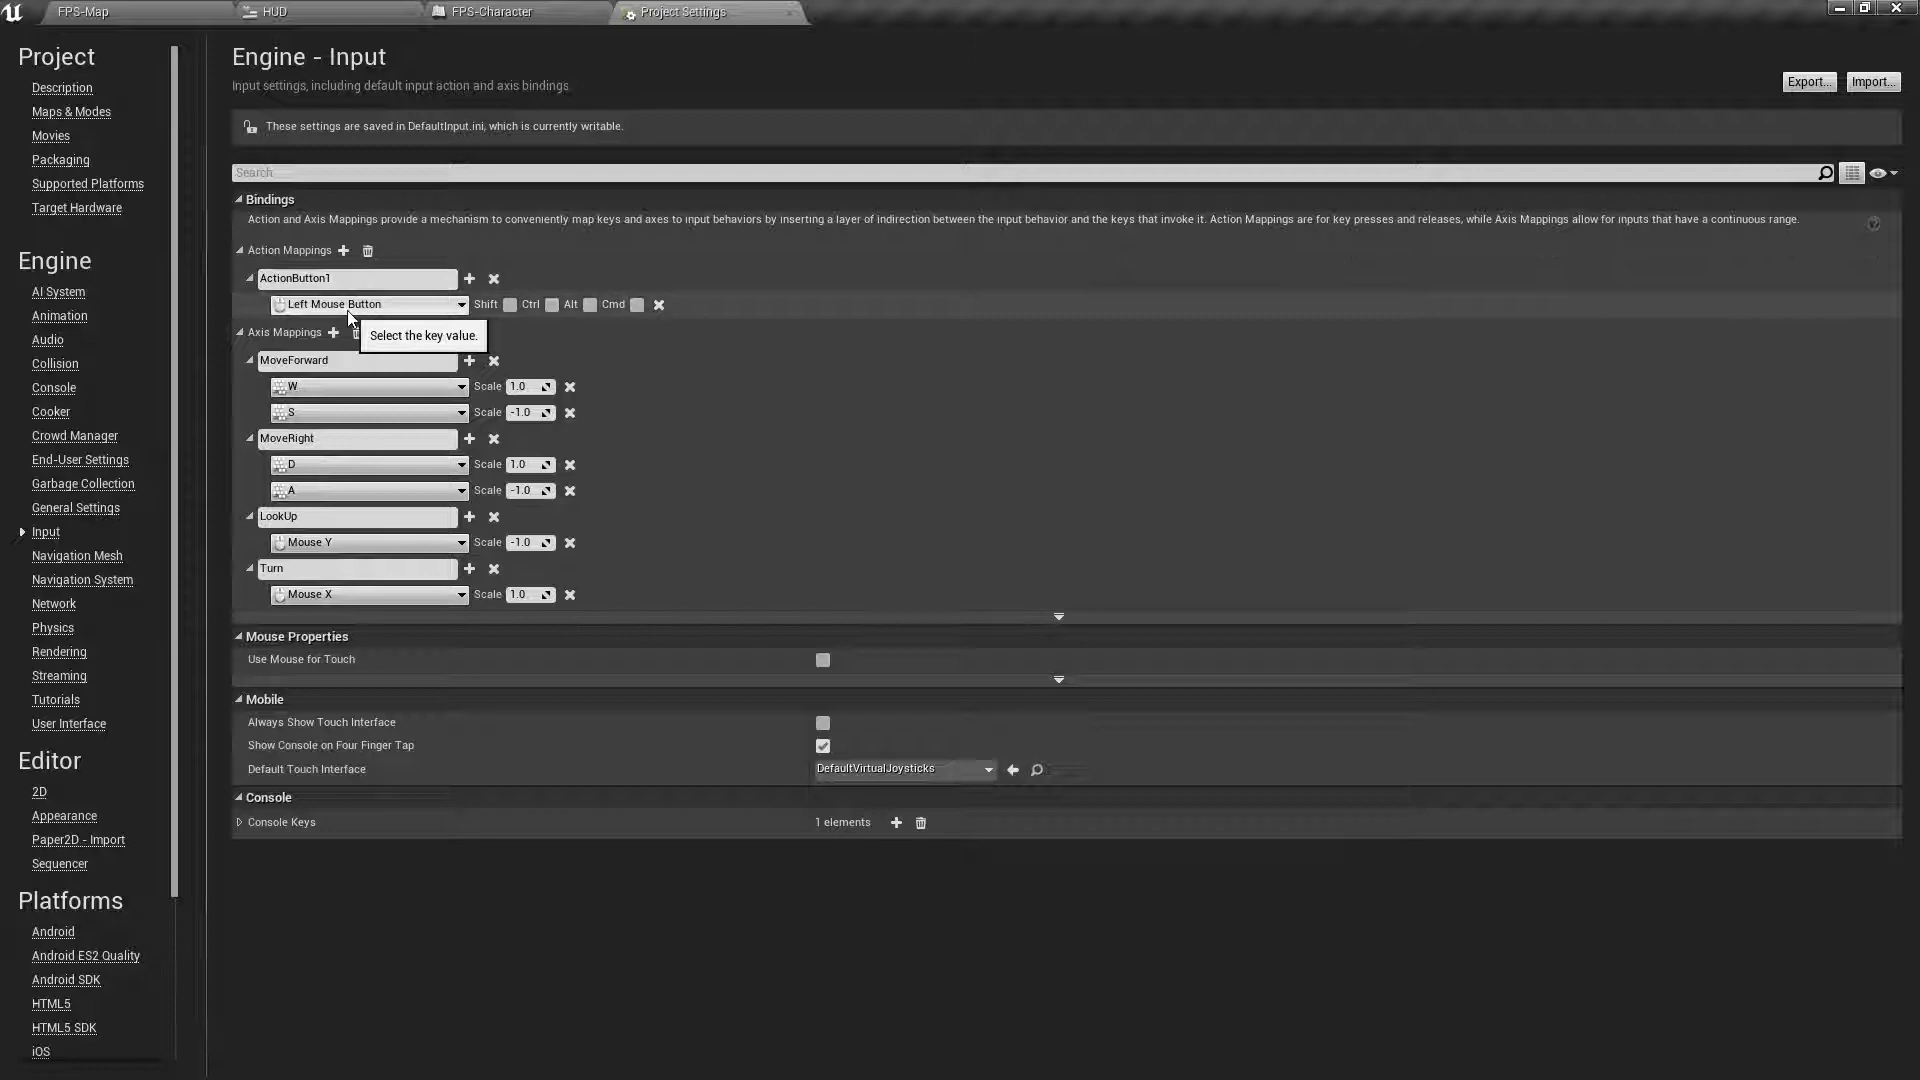 FPS-Map
HUD
FPS-Character
Project Settings
Project
Description
Maps & Modes
Movies
Packaging
Supported Platforms
Target Hardware
Engine
AI System
Animation
Audio
Collision
Console
Cooker
Crowd Manager
End-User Settings
Garbage Collection
General Settings
Input
Navigation Mesh
Navigation System
Network
Physics
Rendering
Streaming
Tutorials
User Interface
Editor
2D
Appearance
Paper2D - Import
Sequencer
Platforms
Android
Android ES2 Quality
Android SDK
HTML5
HTML5 SDK
iOS
Engine - Input
Input settings, including default input action and axis bindings
Export...
Import...
These settings are saved in DefaultInput.ini, which is currently writable.
Search
Bindings
Action and Axis Mappings provide a mechanism to conveniently map keys and axes to input behaviors by inserting a layer of indirection between the input behavior and the keys that invoke it. Action Mappings are for key presses and releases, while Axis Mappings allow for inputs that have a continuous range.
Action Mappings
ActionButton1
Left Mouse Button Shift Ctrl Alt Cmd
Axis Mappings
Select the key value.
MoveForward
W Scale 1.0
S Scale -1.0
MoveRight
D Scale 1.0
A Scale -1.0
LookUp
Mouse Y Scale -1.0
Turn
Mouse X Scale 1.0
Mouse Properties
Use Mouse for Touch
Mobile
Always Show Touch Interface
Show Console on Four Finger Tap
Default Touch Interface DefaultVirtualJoysticks
Console
Console Keys 1 elements